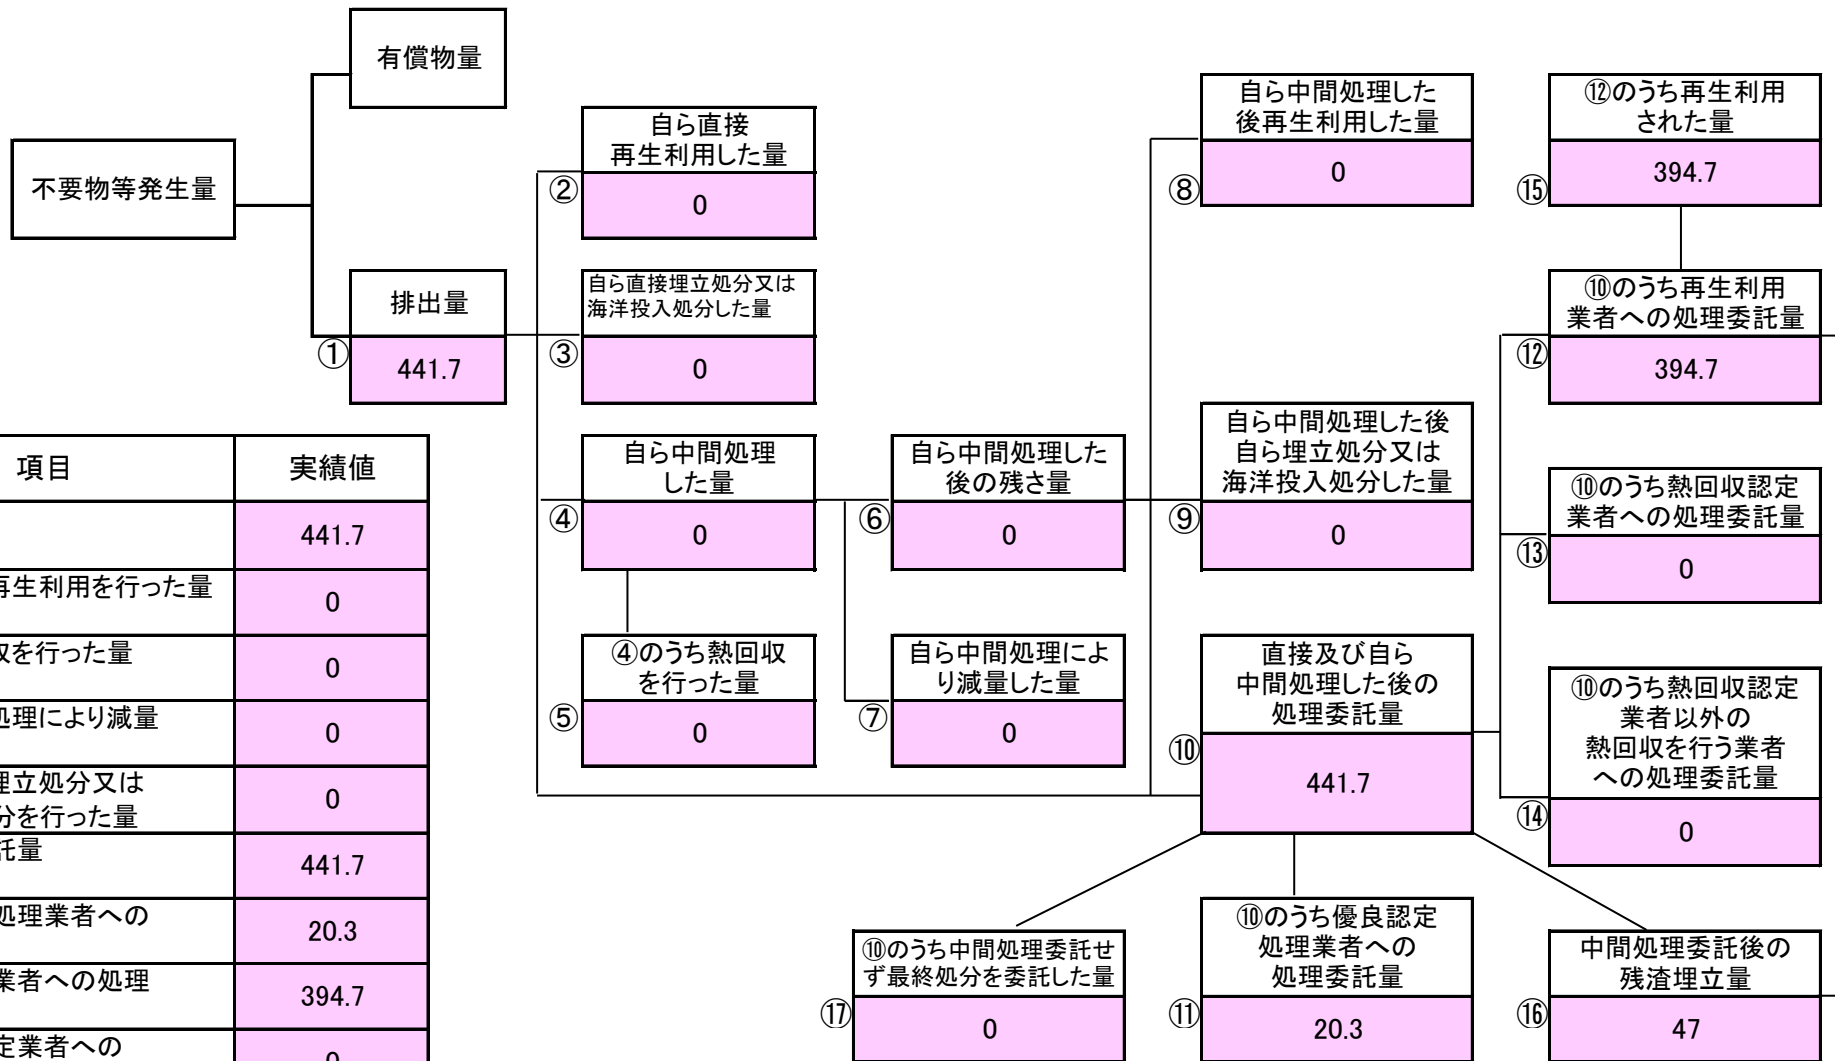 有償物量
不要物等発生量
排出量
①
441.7
自ら直接
再生利用した量
②
0
自ら直接埋立処分又は
海洋投入処分した量
③
0
自ら中間処理
した量
④
0
④のうち熱回収
を行った量
⑤
0
自ら中間処理した
後の残さ量
⑥
0
自ら中間処理によ
り減量した量
⑦
0
自ら中間処理した
後再生利用した量
⑧
0
自ら中間処理した後
自ら埋立処分又は
海洋投入処分した量
⑨
0
直接及び自ら
中間処理した後の
処理委託量
⑩
441.7
⑫のうち再生利用
された量
⑮
394.7
⑩のうち再生利用
業者への処理委託量
⑫
394.7
⑩のうち熱回収認定
業者への処理委託量
⑬
0
⑩のうち熱回収認定
業者以外の
熱回収を行う業者
への処理委託量
⑭
0
⑩のうち中間処理委託せ
ず最終処分を委託した量
⑰
0
⑩のうち優良認定
処理業者への
処理委託量
⑪
20.3
中間処理委託後の
残渣埋立量
⑯
47
項目 実績値
441.7
再生利用を行った量
0
を行った量
0
処理により減量
0
埋立処分又は
分を行った量
0
託量
441.7
処理業者への
20.3
業者への処理
394.7
定業者への
0